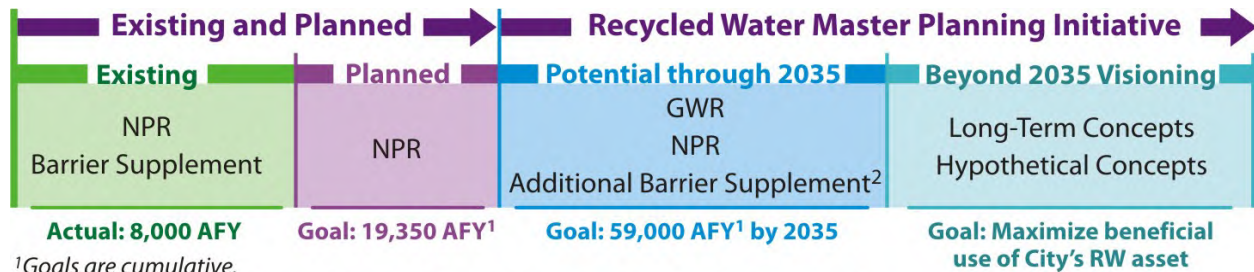 Existing and Planned
Recycled Water Master Planning Initiative
Existing
Planned
Potential through 2035
Beyond 2035 Visioning
NPR
Barrier Supplement
NPR
GWR
NPR
Additional Barrier Supplement²
Long-Term Concepts
Hypothetical Concepts
Actual: 8,000 AFY
Goal: 19,350 AFY¹
Goal: 59,000 AFY¹ by 2035
Goal: Maximize beneficial
use of City's RW asset
¹Goals are cumulative.